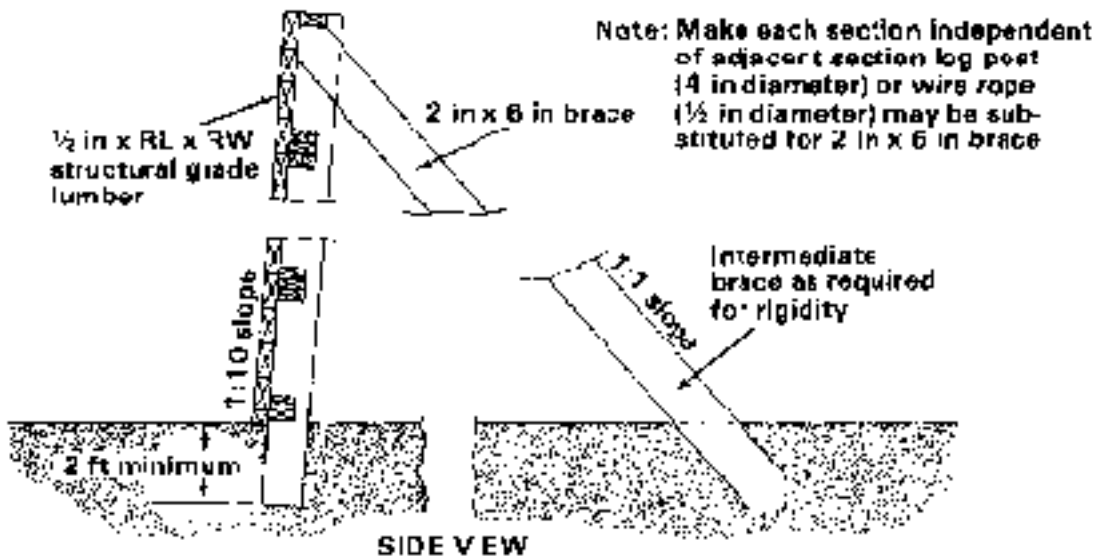 Note: Make each section independent
of adjacent section log post
(4 in diameter) or wire rope
(½ in diameter) may be sub-
stituted for 2 in x 6 in brace
2 in x 6 in brace
½ in x RL x RW
structural grade
lumber
Intermediate
brace as required
for rigidity
1:1 slope
1:10 slope
2 ft minimum
SIDE VIEW